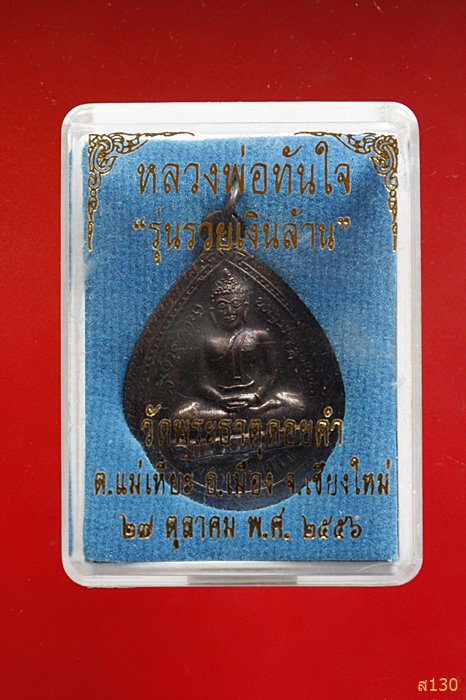 หลวงพ่อทันใจ
“รุ่นรวยเงินล้าน”
วัดพระธาตุดอยคำ
ต.แม่เหียะ อ.เมือง จ.เชียงใหม่
๒๗ ตุลาคม พ.ศ. ๒๕๕๖
ส130